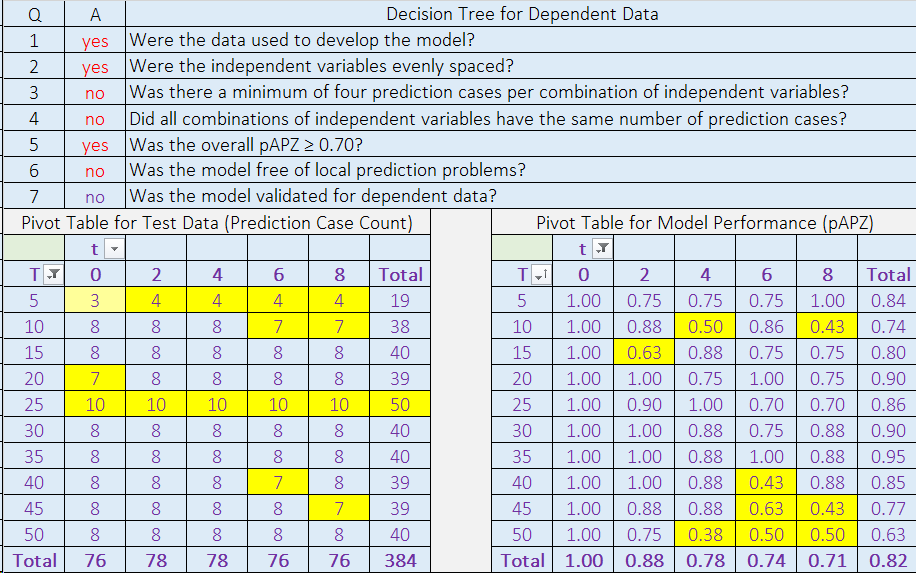 Q A Decision Tree for Dependent Data
1 yes Were the data used to develop the model?
2 yes Were the independent variables evenly spaced?
3 no Was there a minimum of four prediction cases per combination of independent variables?
4 no Did all combinations of independent variables have the same number of prediction cases?
5 yes Was the overall pAPZ ≥ 0.70?
6 no Was the model free of local prediction problems?
7 no Was the model validated for dependent data?
Pivot Table for Test Data (Prediction Case Count) Pivot Table for Model Performance (pAPZ)
t t
T 0 2 4 6 8 Total T 0 2 4 6 8 Total
5 3 4 4 4 4 19 5 1.00 0.75 0.75 0.75 1.00 0.84
10 8 8 8 7 7 38 10 1.00 0.88 0.50 0.86 0.43 0.74
15 8 8 8 8 8 40 15 1.00 0.63 0.88 0.75 0.75 0.80
20 7 8 8 8 8 39 20 1.00 1.00 0.75 1.00 0.75 0.90
25 10 10 10 10 10 50 25 1.00 0.90 1.00 0.70 0.70 0.86
30 8 8 8 8 8 40 30 1.00 1.00 0.88 0.75 0.88 0.90
35 8 8 8 8 8 40 35 1.00 1.00 0.88 1.00 0.88 0.95
40 8 8 8 7 8 39 40 1.00 1.00 0.88 0.43 0.88 0.85
45 8 8 8 8 7 39 45 1.00 0.88 0.88 0.63 0.43 0.77
50 8 8 8 8 8 40 50 1.00 0.75 0.38 0.50 0.50 0.63
Total 76 78 78 76 76 384 Total 1.00 0.88 0.78 0.74 0.71 0.82